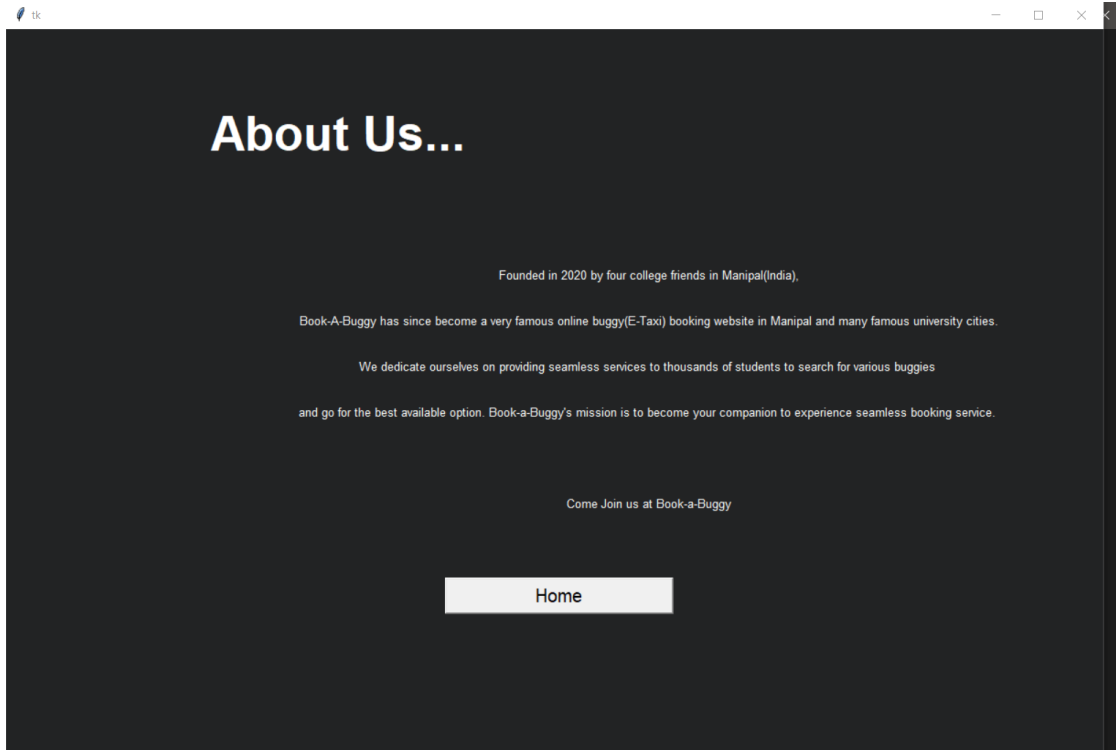 tk
About Us...
Founded in 2020 by four college friends in Manipal(India),
Book-A-Buggy has since become a very famous online buggy(E-Taxi) booking website in Manipal and many famous university cities.
We dedicate ourselves on providing seamless services to thousands of students to search for various buggies
and go for the best available option. Book-a-Buggy's mission is to become your companion to experience seamless booking service.
Come Join us at Book-a-Buggy
Home